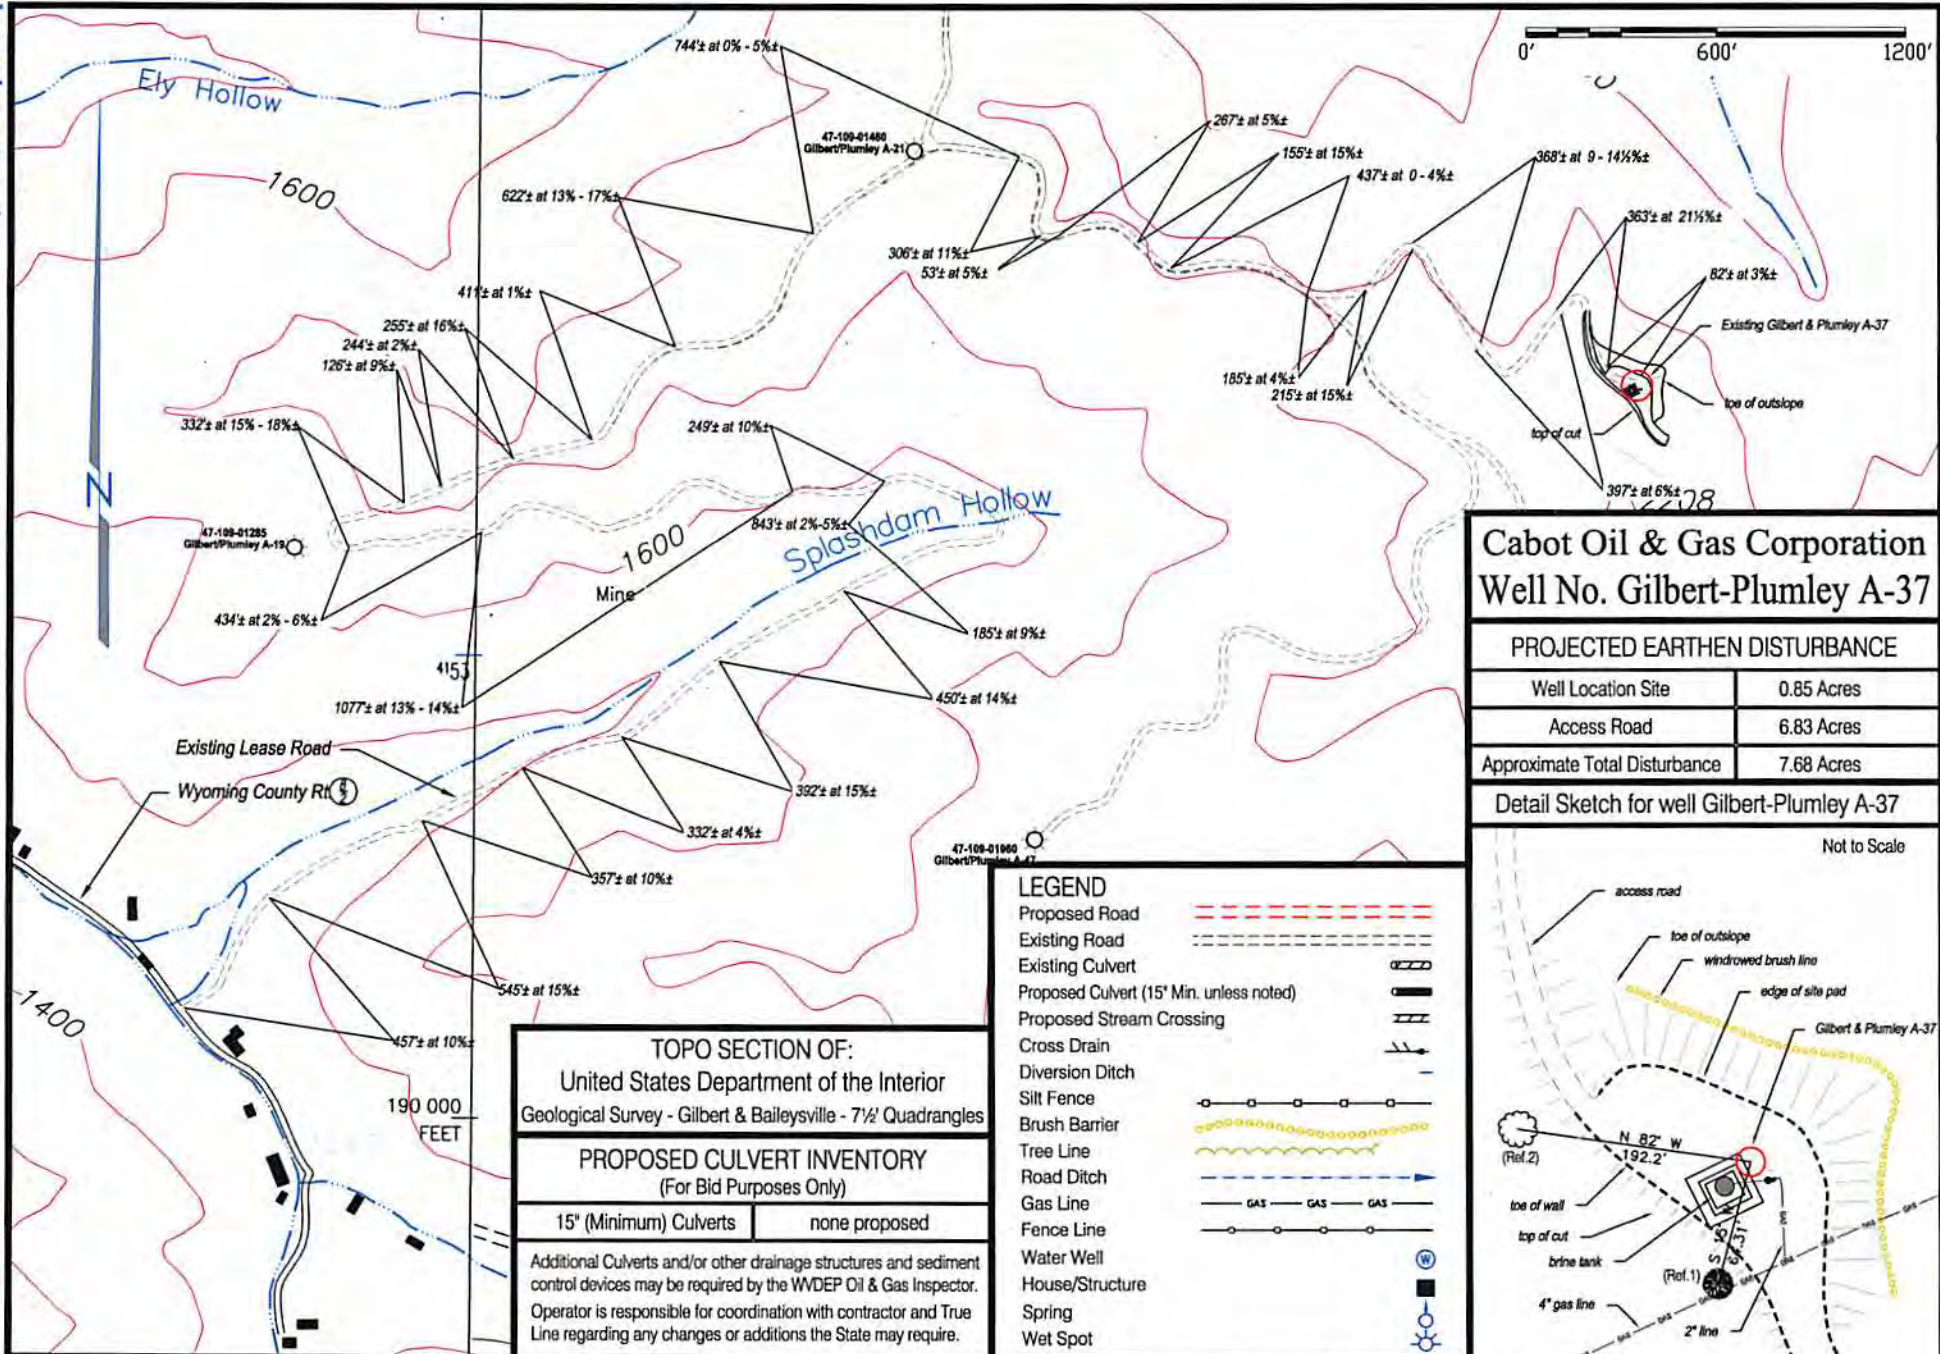 0'
600'
1200'
Ely Hollow
744'± at 0% - 5%±
47-109-01460
Gilbert/Plumley A-21
267'± at 5%±
155'± at 15%±
437'± at 0 - 4%±
368'± at 9 - 14½%±
1600
622'± at 13% - 17%±
363'± at 21½%±
306'± at 11%±
53'± at 5%±
82'± at 3%±
411'± at 1%±
Existing Gilbert & Plumley A-37
255'± at 16%±
244'± at 2%±
126'± at 9%±
185'± at 4%±
215'± at 15%±
toe of outslope
332'± at 15% - 18%±
249'± at 10%±
top of cut
N
397'± at 6%±
Splashdam Hollow
843'± at 2%-5%±
47-109-01285
Gilbert/Plumley A-19
1600
Mine
434'± at 2% - 6%±
185'± at 9%±
4153
1077'± at 13% - 14%±
450'± at 14%±
Existing Lease Road
Wyoming County Rt.
392'± at 15%±
332'± at 4%±
47-109-01960
Gilbert/Plumley A-47
357'± at 10%±
545'± at 15%±
1400
457'± at 10%±
190 000
FEET
Cabot Oil & Gas Corporation
Well No. Gilbert-Plumley A-37
PROJECTED EARTHEN DISTURBANCE
Well Location Site 0.85 Acres
Access Road 6.83 Acres
Approximate Total Disturbance 7.68 Acres
Detail Sketch for well Gilbert-Plumley A-37
Not to Scale
access road
toe of outslope
windrowed brush line
edge of site pad
Gilbert & Plumley A-37
N 82° W
192.2'
(Ref.2)
toe of wall
top of cut
brine tank
(Ref.1)
4" gas line
2" line
GAS
LEGEND
Proposed Road
Existing Road
Existing Culvert
Proposed Culvert (15" Min. unless noted)
Proposed Stream Crossing
Cross Drain
Diversion Ditch
Silt Fence
Brush Barrier
Tree Line
Road Ditch
Gas Line GAS GAS GAS
Fence Line
Water Well W
House/Structure
Spring
Wet Spot
TOPO SECTION OF:
United States Department of the Interior
Geological Survey - Gilbert & Baileysville - 7½' Quadrangles
PROPOSED CULVERT INVENTORY
(For Bid Purposes Only)
15" (Minimum) Culverts none proposed
Additional Culverts and/or other drainage structures and sediment
control devices may be required by the WVDEP Oil & Gas Inspector.
Operator is responsible for coordination with contractor and True
Line regarding any changes or additions the State may require.